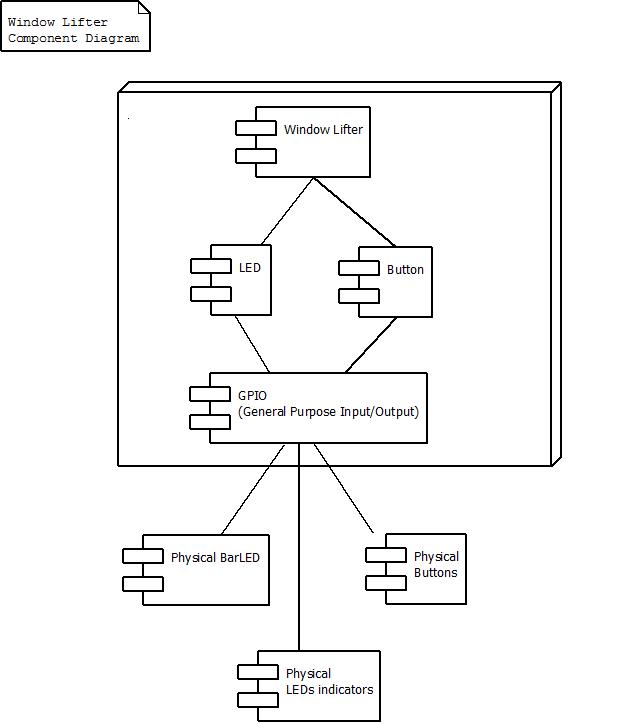 Window Lifter
Component Diagram
Window Lifter
LED
Button
GPIO
(General Purpose Input/Output)
Physical BarLED
Physical
Buttons
Physical
LEDs indicators